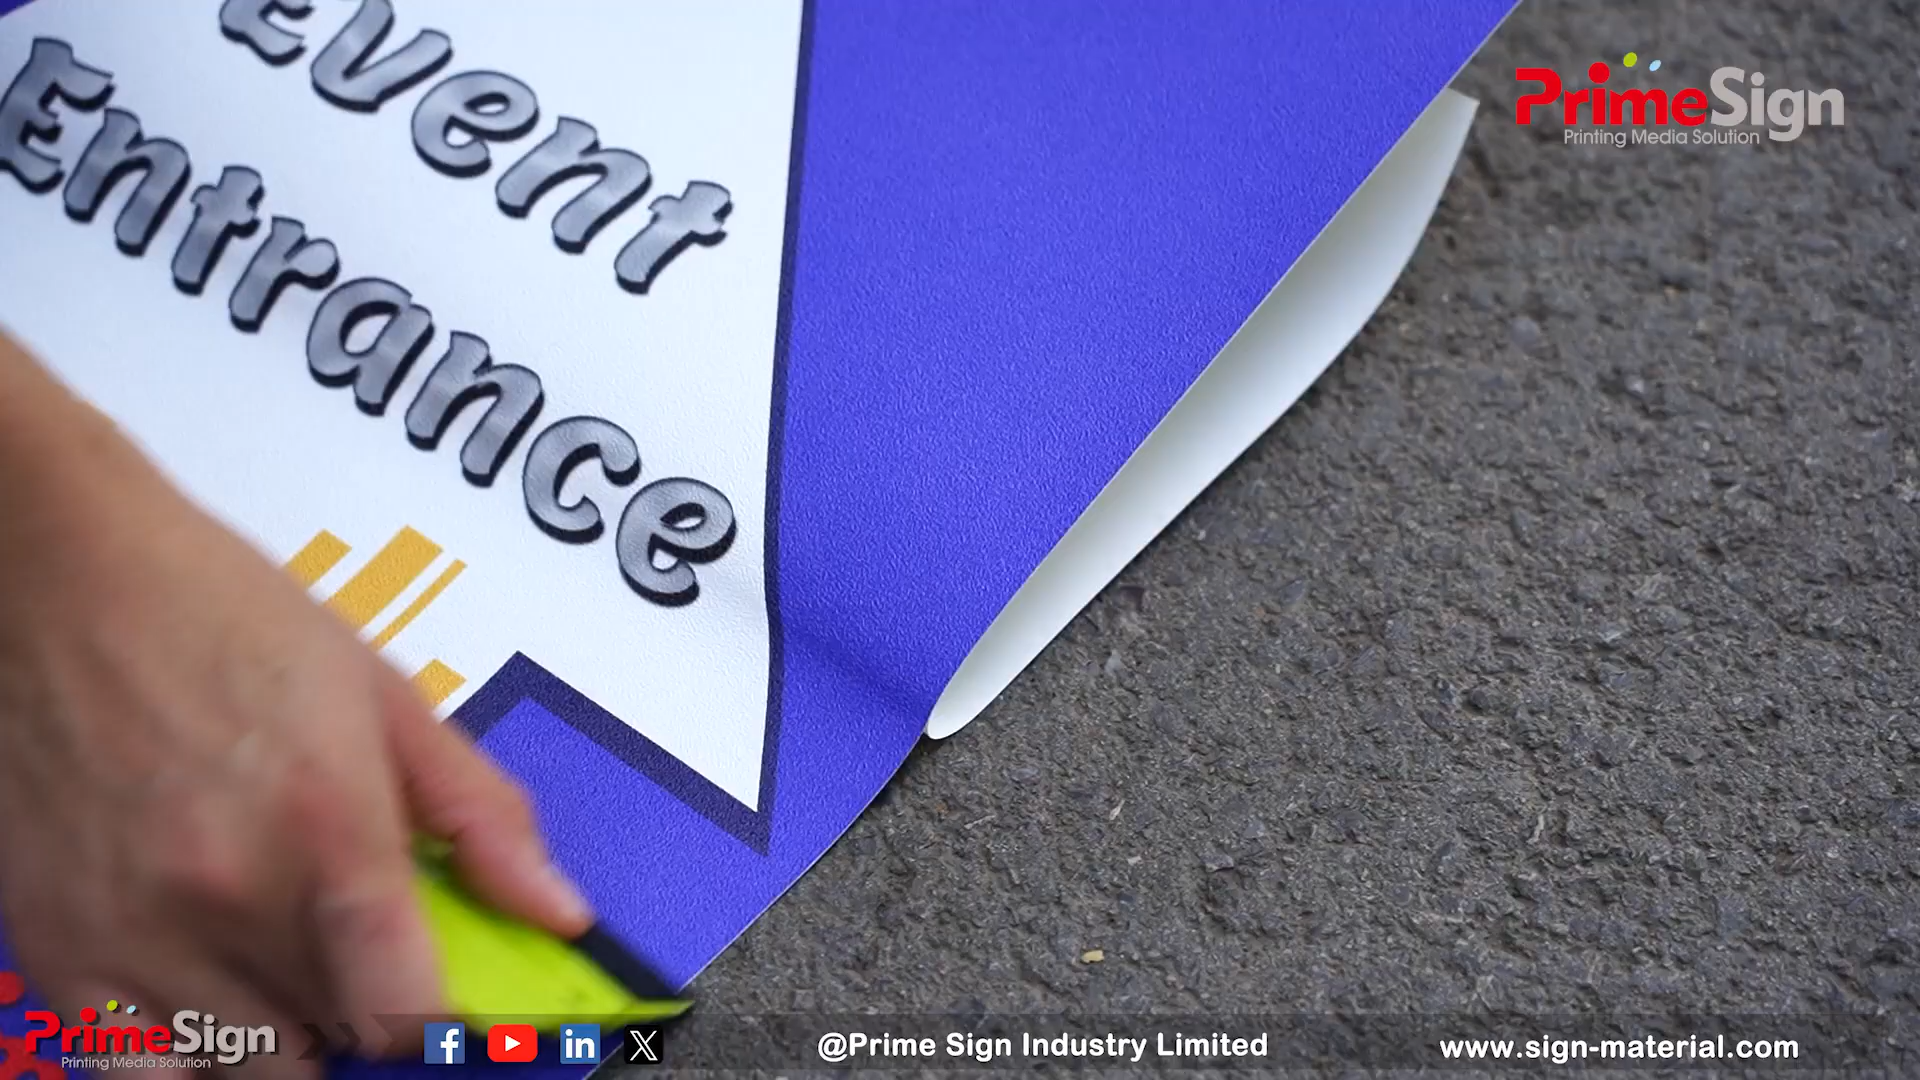 Event
Entrance
PrimeSign
Printing Media Solution
PrimeSign
Printing Media Solution
@Prime Sign Industry Limited
www.sign-material.com